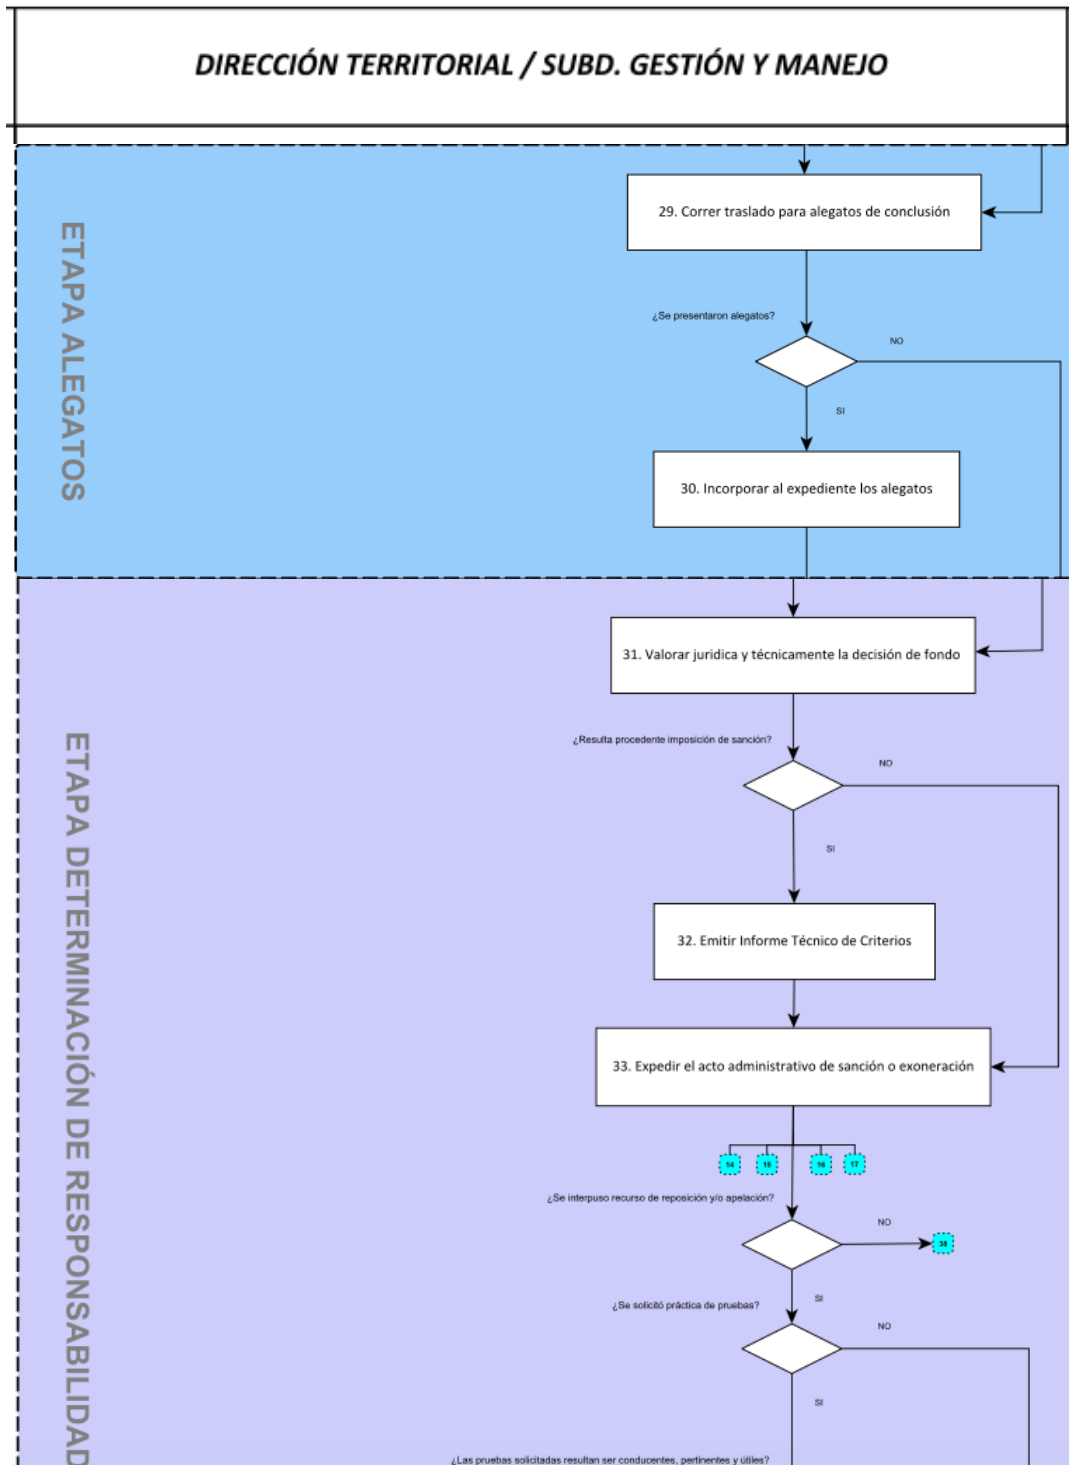 DIRECCIÓN TERRITORIAL / SUBD. GESTIÓN Y MANEJO
ETAPA ALEGATOS
29. Correr traslado para alegatos de conclusión
¿Se presentaron alegatos?
NO
SI
30. Incorporar al expediente los alegatos
ETAPA DETERMINACIÓN DE RESPONSABILIDAD
31. Valorar juridica y técnicamente la decisión de fondo
¿Resulta procedente imposición de sanción?
NO
SI
32. Emitir Informe Técnico de Criterios
33. Expedir el acto administrativo de sanción o exoneración
14 15 16 17
¿Se interpuso recurso de reposición y/o apelación?
NO
38
SI
¿Se solicitó práctica de pruebas?
NO
SI
¿Las pruebas solicitadas resultan ser conducentes, pertinentes y útiles?